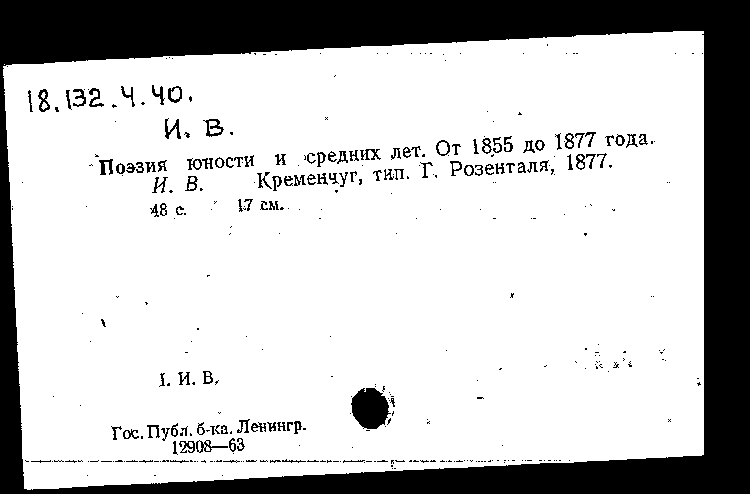 18.132.4.40.
И. В.
Поэзия юности и средних лет. От 1855 до 1877 года.
И. В. Кременчуг, тип. Г. Розенталя, 1877.
48 с. 17 см.
I. И. В.
Гос. Публ. б-ка. Ленингр.
12908—63